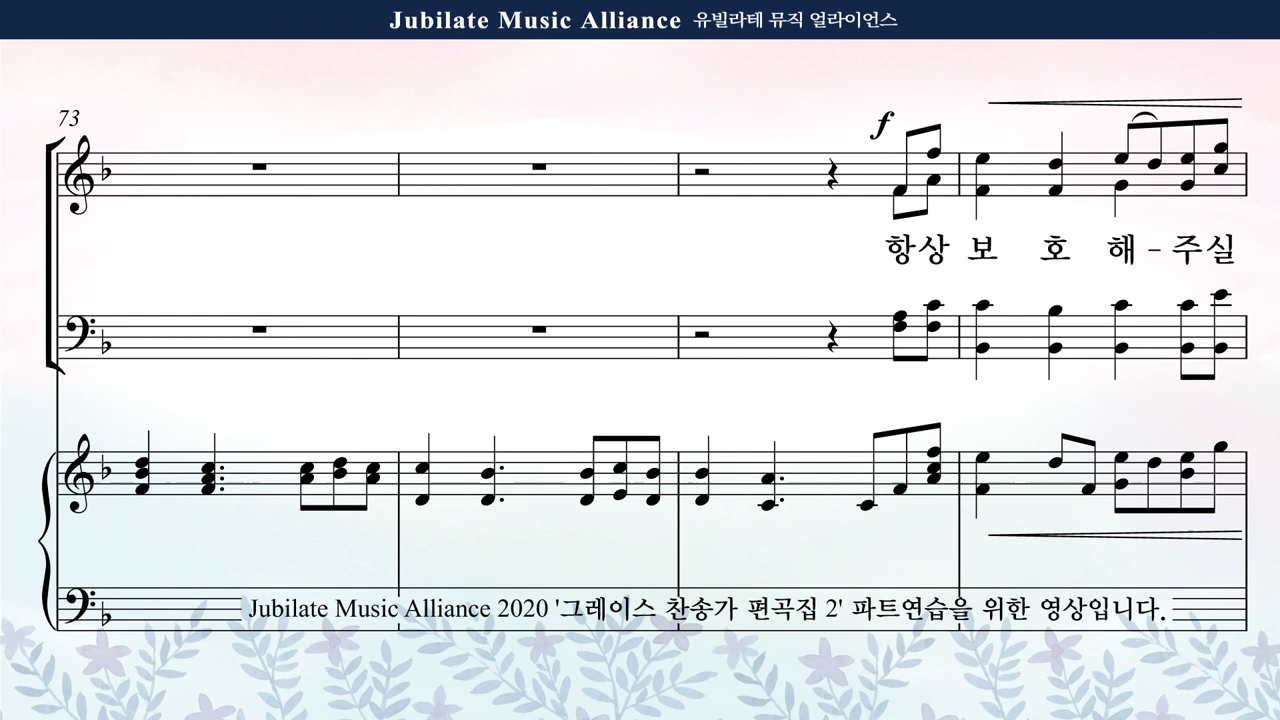 Jubilate Music Alliance 유빌라테 뮤직 얼라이언스
73
f
항상 보 호 해 - 주실
Jubilate Music Alliance 2020 '그레이스 찬송가 편곡집 2' 파트연습을 위한 영상입니다.